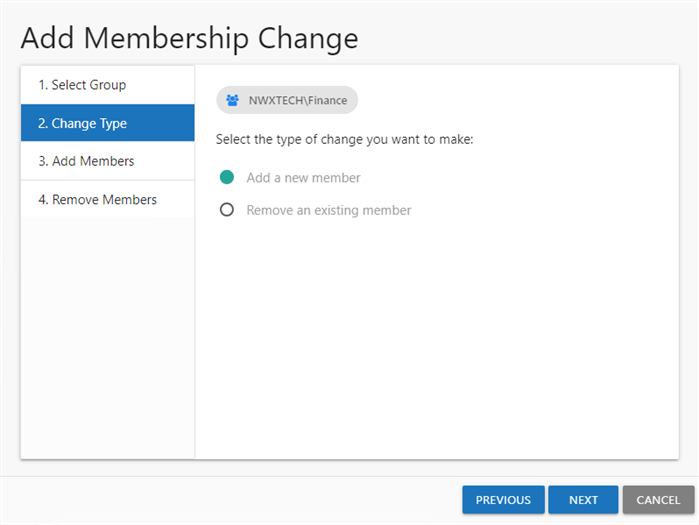 Add Membership Change
1. Select Group
2. Change Type
3. Add Members
4. Remove Members
NWXTECH\Finance
Select the type of change you want to make:
Add a new member
Remove an existing member
PREVIOUS
NEXT
CANCEL